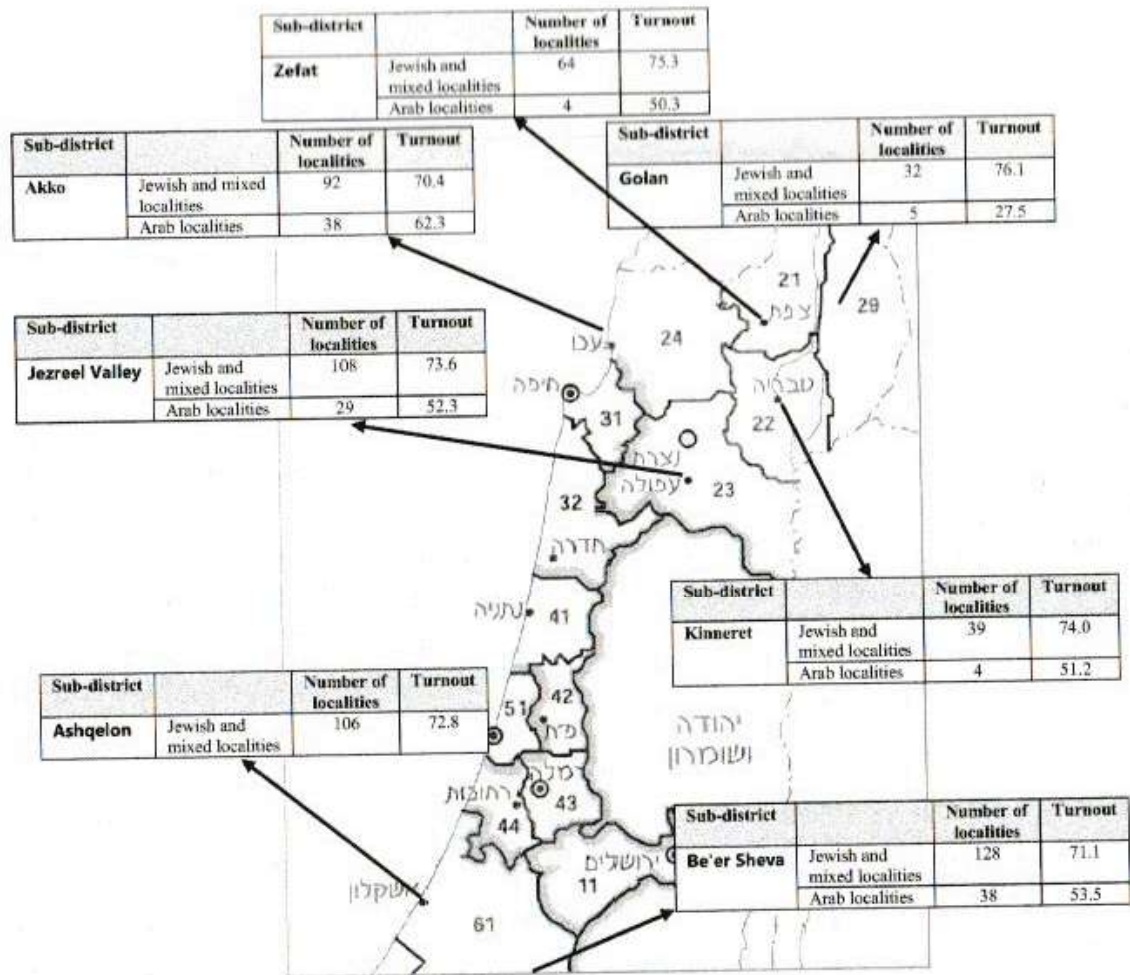 Sub-district Number of localities Turnout
Zefat Jewish and mixed localities 64 75.3
Arab localities 4 50.3
Sub-district Number of localities Turnout
Akko Jewish and mixed localities 92 70.4
Arab localities 38 62.3
Sub-district Number of localities Turnout
Golan Jewish and mixed localities 32 76.1
Arab localities 5 27.5
21
צפת
29
24
עכו
Sub-district Number of localities Turnout
Jezreel Valley Jewish and mixed localities 108 73.6
Arab localities 29 52.3
חיפה
טבריה
31
22
נצרת
עפולה
23
32
חדרה
Sub-district Number of localities Turnout
Kinneret Jewish and mixed localities 39 74.0
Arab localities 4 51.2
נתניה
41
Sub-district Number of localities Turnout
Ashqelon Jewish and mixed localities 106 72.8
51
42
פ"ת
יהודה
ושומרון
רמלה
רחובות
43
44
Sub-district Number of localities Turnout
Be'er Sheva Jewish and mixed localities 128 71.1
Arab localities 38 53.5
ירושלים
11
אשקלון
61